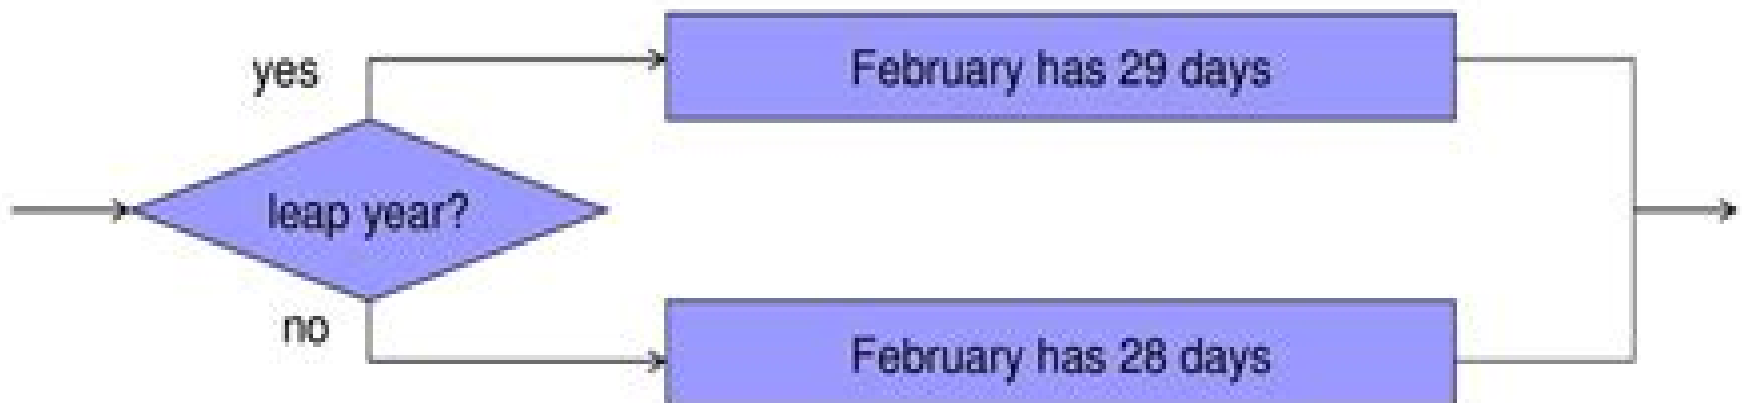 yes
February has 29 days
leap year?
no
February has 28 days